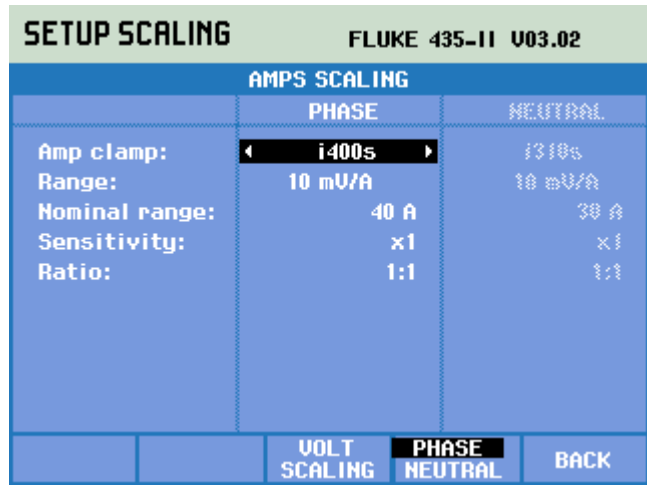 SETUP SCALING FLUKE 435-II V03.02
AMPS SCALING
PHASE NEUTRAL
Amp clamp: i400s i310s
Range: 10 mV/A 10 mV/A
Nominal range: 40 A 30 A
Sensitivity: x1 x1
Ratio: 1:1 1:1
VOLT SCALING PHASE NEUTRAL BACK